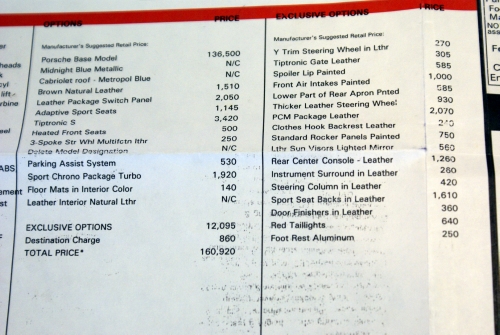 heads
cyl
rbine
ABS
ement
st
OPTIONS PRICE
Manufacturer's Suggested Retail Price:
Porsche Base Model 136,500
Midnight Blue Metallic N/C
Cabriolet roof - Metropol Blue N/C
Brown Natural Leather 1,510
Leather Package Switch Panel 2,050
Adaptive Sport Seats 1,145
Tiptronic S 3,420
Heated Front Seats 500
3-Spoke Str Whl Multifctn lthr 250
Delete Model Designation N/C
Parking Assist System 530
Sport Chrono Package Turbo 1,920
Floor Mats in Interior Color 140
Leather Interior Natural Lthr N/C
EXCLUSIVE OPTIONS 12,095
Destination Charge 860
TOTAL PRICE* 160,920
EXCLUSIVE OPTIONS PRICE
Manufacturer's Suggested Retail Price:
Y Trim Steering Wheel in Lthr 270
Tiptronic Gate Leather 305
Spoiler Lip Painted 585
Front Air Intakes Painted 1,000
Lower Part of Rear Apron Pnted 585
Thicker Leather Steering Wheel 930
PCM Package Leather 2,070
Clothes Hook Backrest Leather
Standard Rocker Panels Painted 750
Lthr Sun Visors Lighted Mirror 560
Rear Center Console - Leather 1,260
Instrument Surround in Leather 280
Steering Column in Leather 420
Sport Seat Backs in Leather 1,610
Door Finishers in Leather 360
Red Taillights 640
Foot Rest Aluminum 250